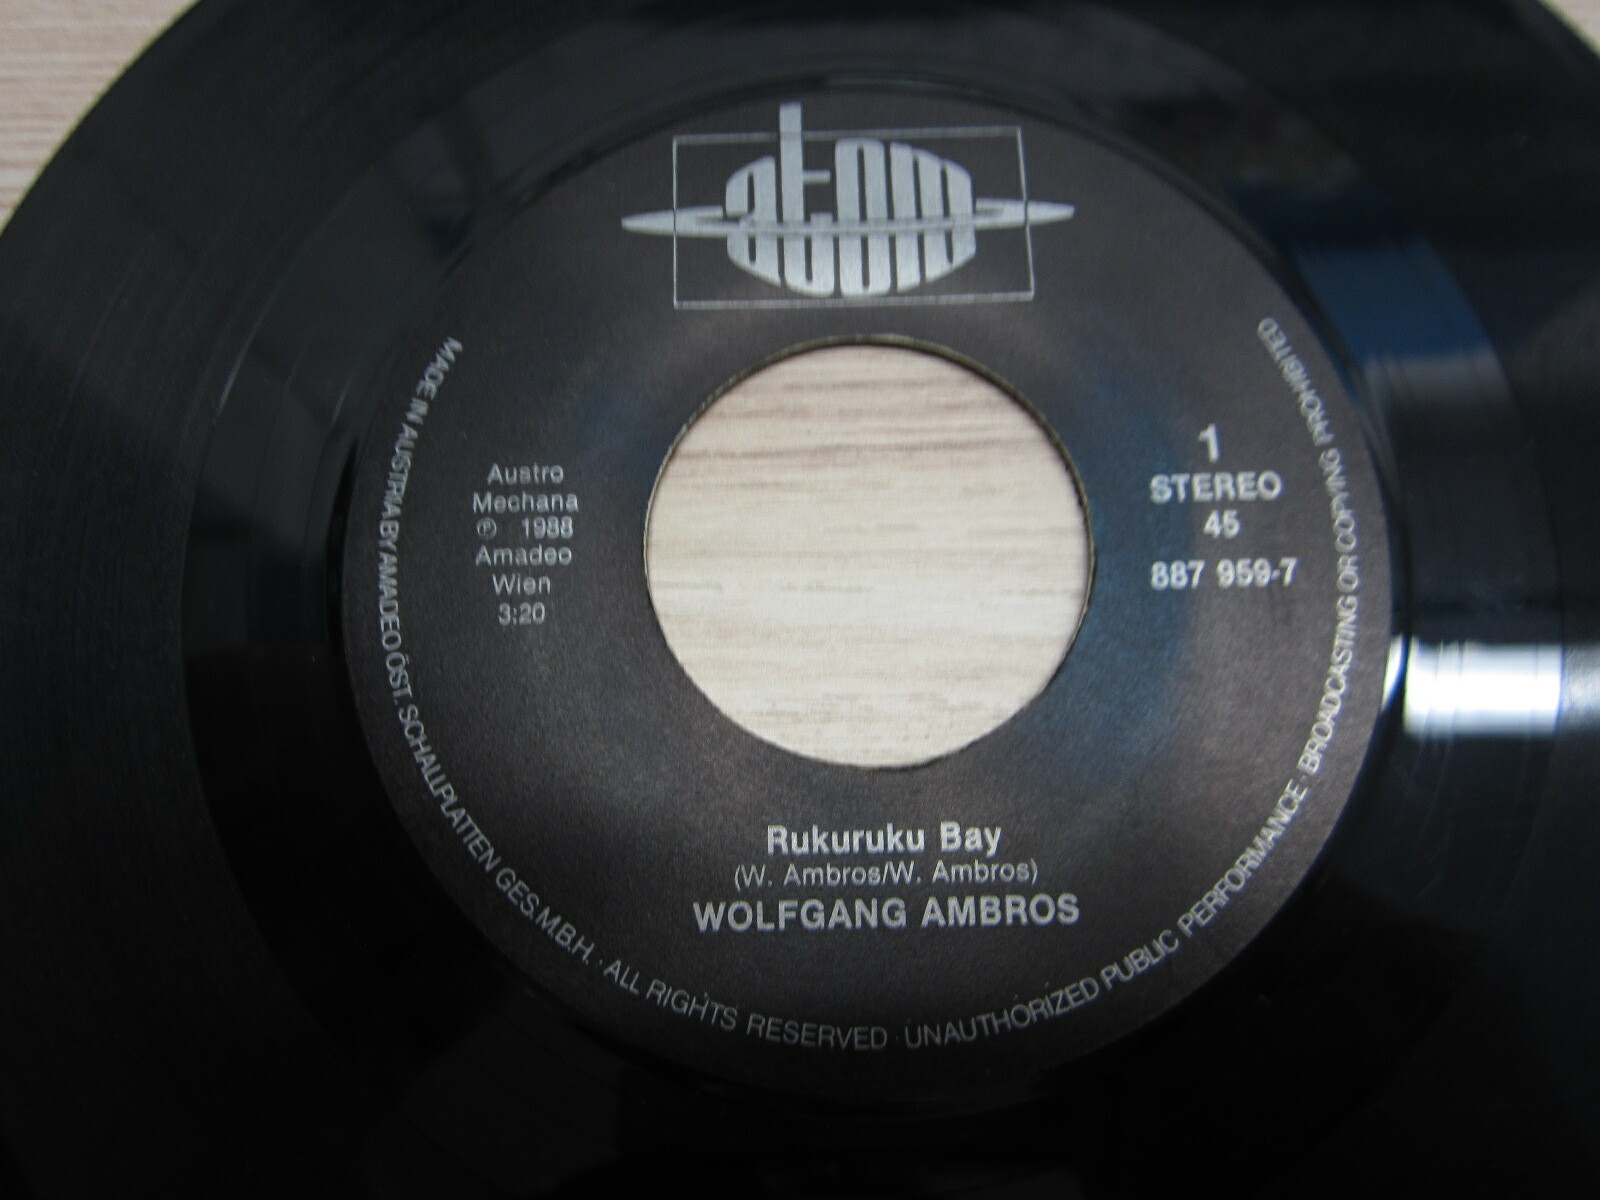 atom
Austro
Mechana
℗ 1988
Amadeo
Wien
3:20
1
STEREO
45
887 959-7
Rukuruku Bay
(W. Ambros/W. Ambros)
WOLFGANG AMBROS
MADE IN AUSTRIA BY AMADEO ÖST. SCHALLPLATTEN GES.M.B.H. · ALL RIGHTS RESERVED · UNAUTHORIZED PUBLIC PERFORMANCE · BROADCASTING OR COPYING PROHIBITED